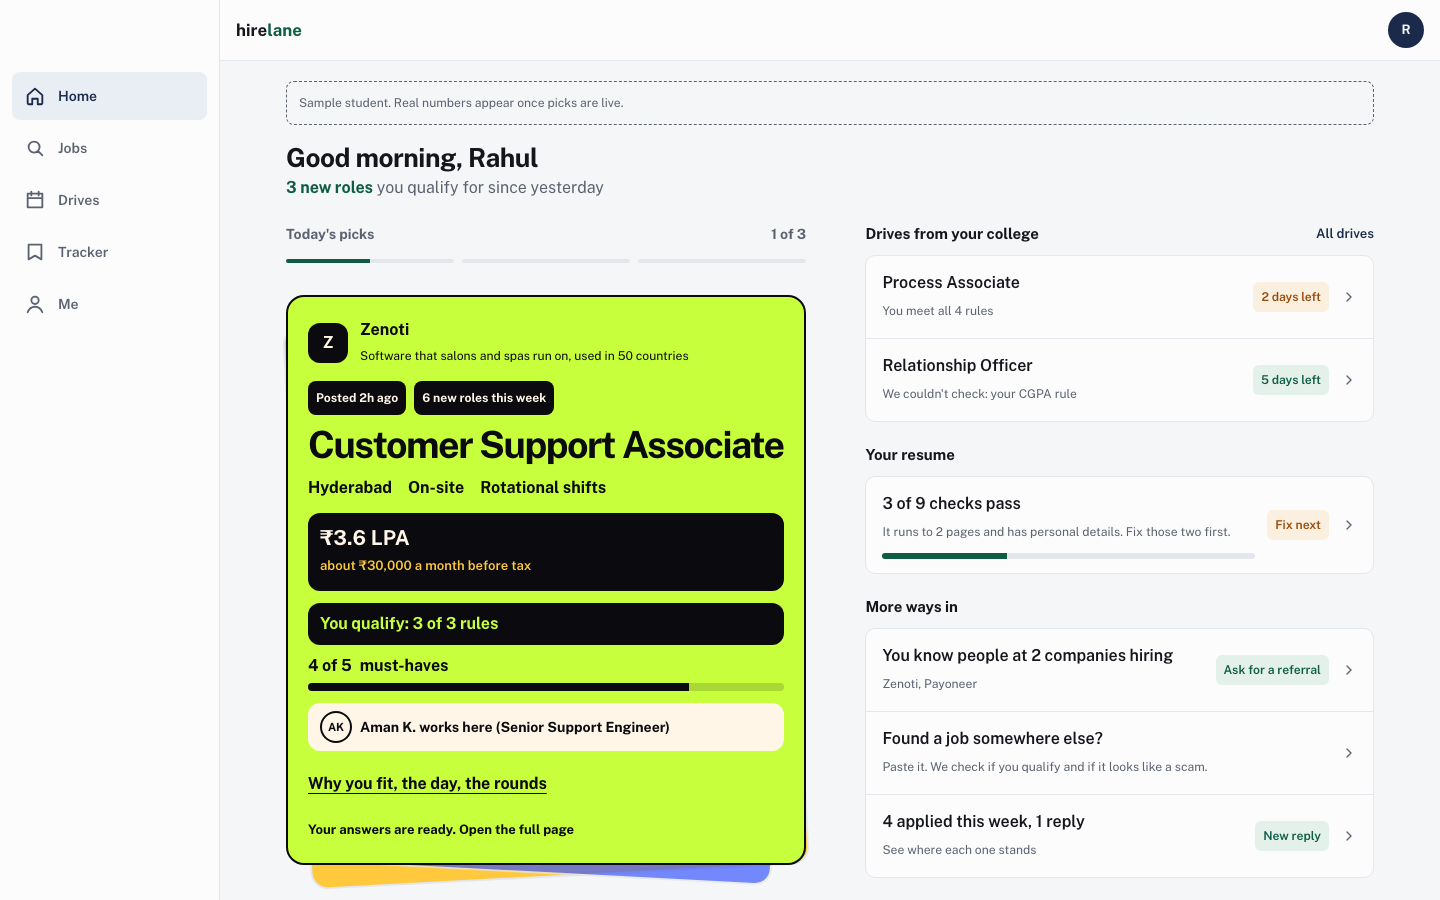 hirelane
R
Home
Jobs
Drives
Tracker
Me
Sample student. Real numbers appear once picks are live.
Good morning, Rahul
3 new roles you qualify for since yesterday
Today's picks
1 of 3
Z
Zenoti
Software that salons and spas run on, used in 50 countries
Posted 2h ago
6 new roles this week
Customer Support Associate
Hyderabad On-site Rotational shifts
₹3.6 LPA
about ₹30,000 a month before tax
You qualify: 3 of 3 rules
4 of 5 must-haves
AK
Aman K. works here (Senior Support Engineer)
Why you fit, the day, the rounds
Your answers are ready. Open the full page
Drives from your college
All drives
Process Associate
You meet all 4 rules
2 days left
Relationship Officer
We couldn't check: your CGPA rule
5 days left
Your resume
3 of 9 checks pass
It runs to 2 pages and has personal details. Fix those two first.
Fix next
More ways in
You know people at 2 companies hiring
Zenoti, Payoneer
Ask for a referral
Found a job somewhere else?
Paste it. We check if you qualify and if it looks like a scam.
4 applied this week, 1 reply
See where each one stands
New reply